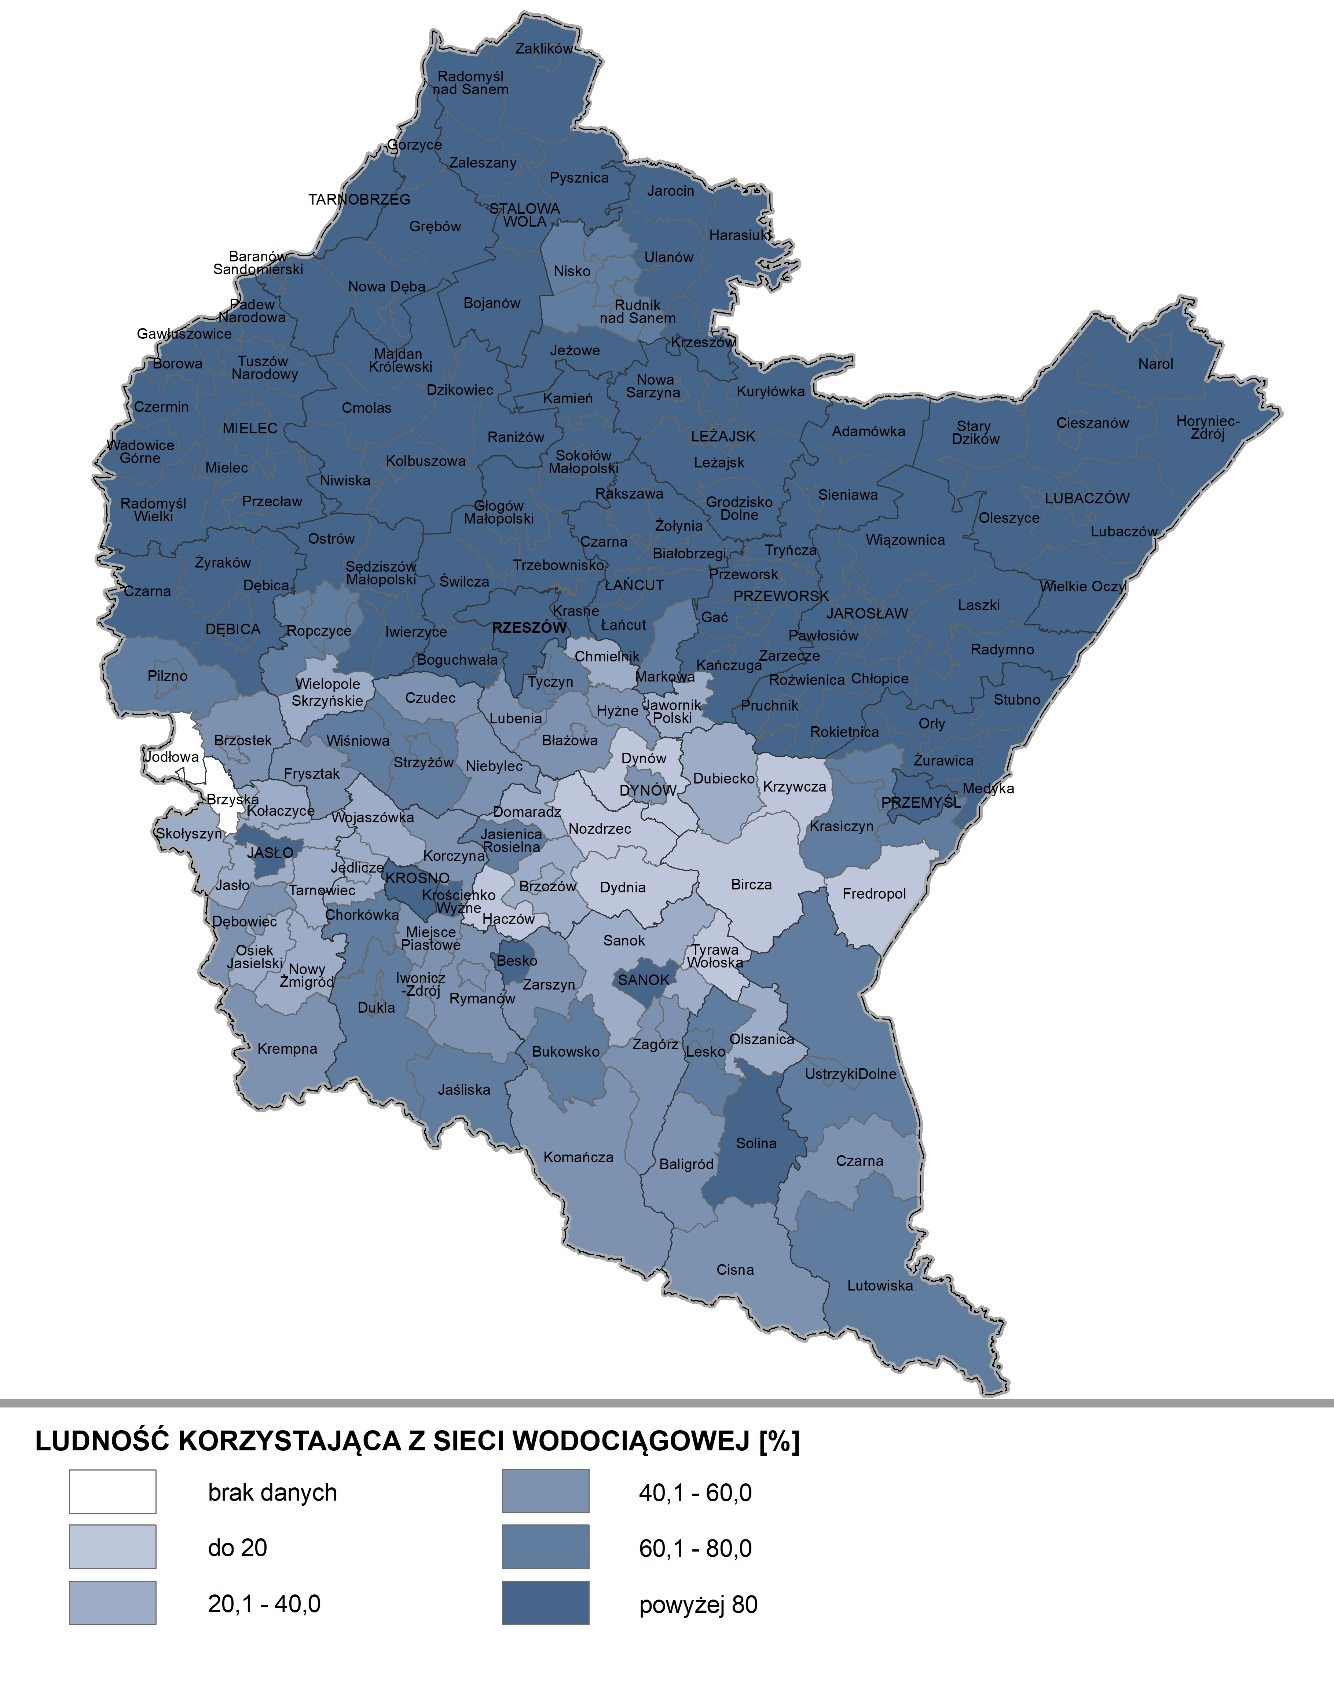 Zaklików
Radomyśl
nad Sanem
Gorzyce
Zaleszany
Pysznica
Jarocin
TARNOBRZEG
STALOWA
WOLA
Grębów
Harasiuki
Ulanów
Baranów
Sandomierski
Nisko
Nowa Dęba
Bojanów
Rudnik
nad Sanem
Padew
Narodowa
Gawłuszowice
Krzeszów
Borowa
Tuszów
Narodowy
Majdan
Królewski
Jeżowe
Narol
Dzikowiec
Nowa
Sarzyna
Kuryłówka
Kamień
Czermin
Cmolas
MIELEC
Raniżów
LEŻAJSK
Adamówka
Stary
Dzików
Cieszanów
Horyniec-
Zdrój
Wadowice
Górne
Mielec
Kolbuszowa
Sokołów
Małopolski
Leżajsk
Niwiska
Radomyśl
Wielki
Przecław
Głogów
Małopolski
Rakszawa
Grodzisko
Dolne
Sieniawa
LUBACZÓW
Oleszyce
Lubaczów
Żołynia
Ostrów
Czarna
Białobrzegi
Tryńcza
Wiązownica
Żyraków
Sędziszów
Małopolski
Świlcza
Trzebownisko
Przeworsk
Dębica
Czarna
ŁAŃCUT
PRZEWORSK
Wielkie Oczy
Krasne
JAROSŁAW
Laszki
DĘBICA
Ropczyce
Iwierzyce
RZESZÓW
Łańcut
Gać
Pawłosiów
Radymno
Boguchwała
Chmielnik
Kańczuga
Zarzecze
Pilzno
Wielopole
Skrzyńskie
Tyczyn
Markowa
Roźwienica
Chłopice
Czudec
Stubno
Lubenia
Hyżne
Jawornik
Polski
Pruchnik
Orły
Rokietnica
Brzostek
Wiśniowa
Błażowa
Jodłowa
Strzyżów
Niebylec
Dynów
Żurawica
Frysztak
Dubiecko
Krzywcza
DYNÓW
Medyka
PRZEMYŚL
Brzyska
Kołaczyce
Wojaszówka
Domaradz
Skołyszyn
Jasienica
Rosielna
Nozdrzec
Krasiczyn
JASŁO
Korczyna
Jedlicze
Jasło
Tarnowiec
KROSNO
Krościenko
Wyżne
Brzozów
Dydnia
Bircza
Fredropol
Dębowiec
Chorkówka
Haczów
Miejsce
Piastowe
Sanok
Osiek
Jasielski
Tyrawa
Wołoska
Besko
Nowy
Żmigród
Iwonicz
-Zdrój
Rymanów
Zarszyn
SANOK
Dukla
Krempna
Bukowsko
Zagórz
Lesko
Olszanica
Jaśliska
UstrzykiDolne
Komańcza
Baligród
Solina
Czarna
Cisna
Lutowiska
LUDNOŚĆ KORZYSTAJĄCA Z SIECI WODOCIĄGOWEJ [%]
brak danych
do 20
20,1 - 40,0
40,1 - 60,0
60,1 - 80,0
powyżej 80